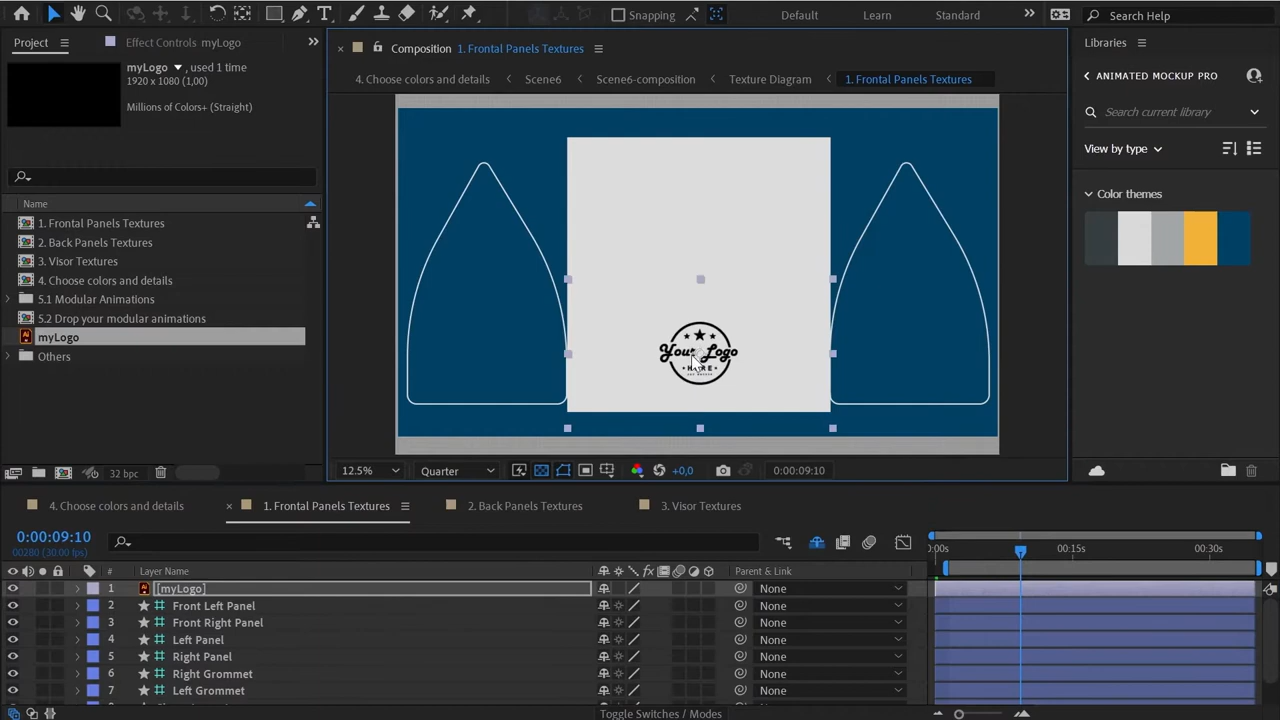 Snapping
Default
Learn
Standard
Search Help
Project
Effect Controls myLogo
myLogo
, used 1 time
1920 x 1080 (1,00)
Millions of Colors+ (Straight)
Name
1. Frontal Panels Textures
2. Back Panels Textures
3. Visor Textures
4. Choose colors and details
5.1 Modular Animations
5.2 Drop your modular animations
myLogo
Others
32 bpc
Composition 1. Frontal Panels Textures
4. Choose colors and details
Scene6
Scene6-composition
Texture Diagram
1. Frontal Panels Textures
Your Logo
HERE
12.5%
Quarter
+0,0
0:00:09:10
Libraries
ANIMATED MOCKUP PRO
Search current library
View by type
Color themes
4. Choose colors and details
1. Frontal Panels Textures
2. Back Panels Textures
3. Visor Textures
0:00:09:10
00280 (30.00 fps)
0:00s
00:15s
00:30s
#
Layer Name
Parent & Link
1
[myLogo]
None
2
Front Left Panel
None
3
Front Right Panel
None
4
Left Panel
None
5
Right Panel
None
6
Right Grommet
None
7
Left Grommet
None
Toggle Switches / Modes